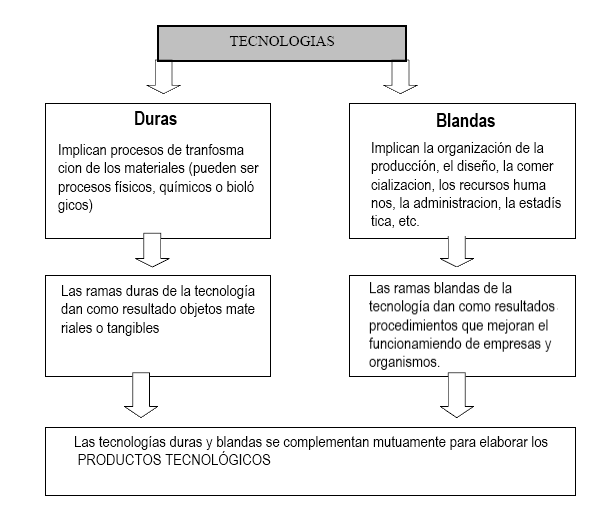 TECNOLOGIAS
Duras
Implican procesos de tranfosma
cion de los materiales (pueden ser
procesos físicos, químicos o bioló
gicos)
Blandas
Implican la organización de la
producción, el diseño, la comer
cializacion, los recursos huma
nos, la administracion, la estadís
tica, etc.
Las ramas duras de la tecnología
dan como resultado objetos mate
riales o tangibles
Las ramas blandas de la
tecnología dan como resultados
procedimientos que mejoran el
funcionamiendo de empresas y
organismos.
Las tecnologías duras y blandas se complementan mutuamente para elaborar los
PRODUCTOS TECNOLÓGICOS